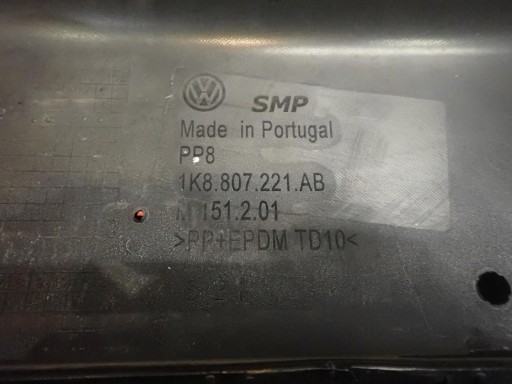 SMP
Made in Portugal
PP8
1K8.807.221.AB
151.2.01
>PP+EPDM TD10<